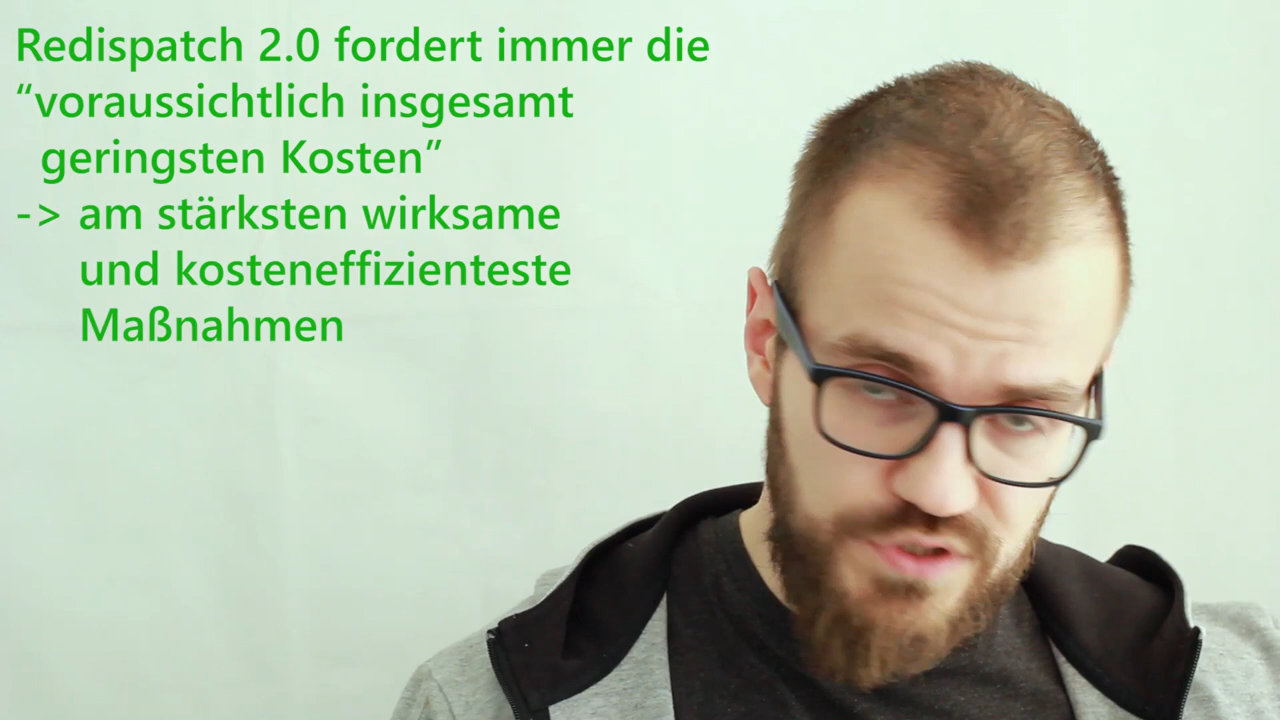 Redispatch 2.0 fordert immer die
“voraussichtlich insgesamt
geringsten Kosten”
-> am stärksten wirksame
und kosteneffizienteste
Maßnahmen